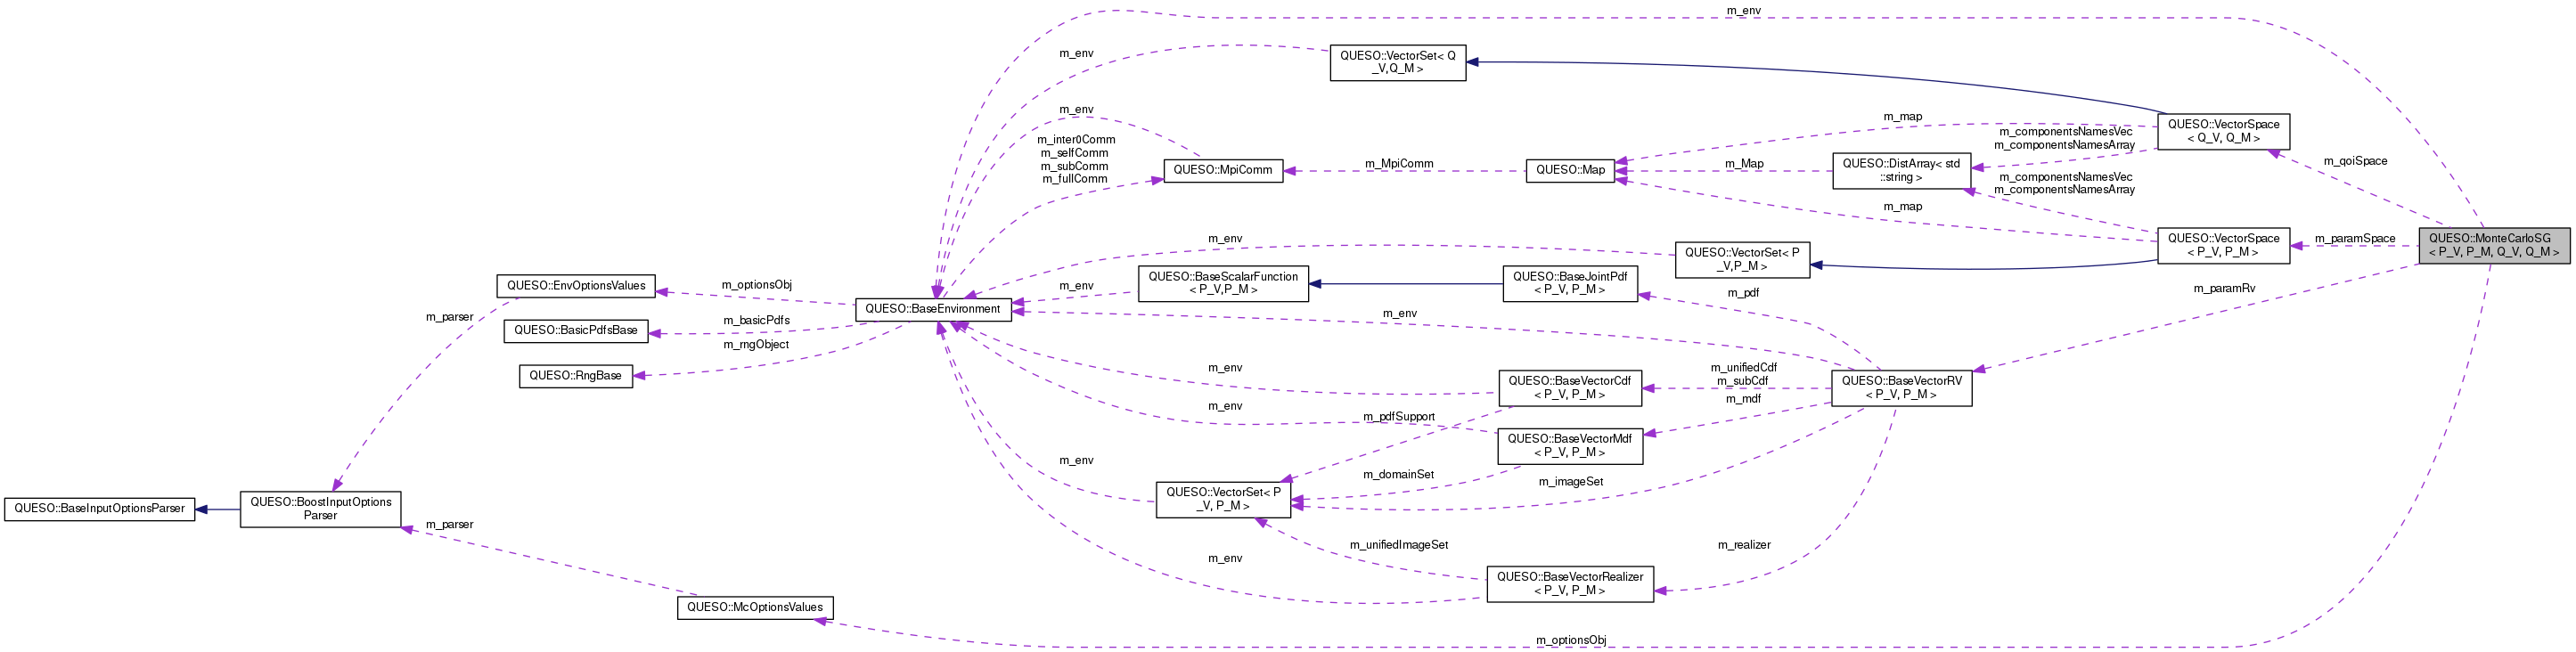 m_env
QUESO::VectorSet< Q
_V,Q_M >
m_env
m_env
m_inter0Comm
m_selfComm
m_subComm
m_fullComm
QUESO::MpiComm
m_MpiComm
QUESO::Map
m_map
m_Map
m_map
QUESO::DistArray< std
::string >
m_componentsNamesVec
m_componentsNamesArray
m_componentsNamesVec
m_componentsNamesArray
QUESO::VectorSpace
< Q_V, Q_M >
m_qoiSpace
QUESO::VectorSpace
< P_V, P_M >
m_paramSpace
QUESO::MonteCarloSG
< P_V, P_M, Q_V, Q_M >
m_paramRv
m_env
QUESO::VectorSet< P
_V,P_M >
QUESO::EnvOptionsValues
m_optionsObj
QUESO::BasicPdfsBase
m_basicPdfs
QUESO::RngBase
m_rngObject
QUESO::BaseEnvironment
m_env
QUESO::BaseScalarFunction
< P_V,P_M >
QUESO::BaseJointPdf
< P_V, P_M >
m_pdf
m_env
m_parser
m_env
QUESO::BaseVectorCdf
< P_V, P_M >
m_unifiedCdf
m_subCdf
QUESO::BaseVectorRV
< P_V, P_M >
m_env
m_pdfSupport
m_mdf
QUESO::BaseVectorMdf
< P_V, P_M >
m_env
m_domainSet
m_imageSet
QUESO::VectorSet< P
_V, P_M >
QUESO::BaseInputOptionsParser
QUESO::BoostInputOptions
Parser
m_parser
m_unifiedImageSet
m_realizer
m_env
QUESO::BaseVectorRealizer
< P_V, P_M >
QUESO::McOptionsValues
m_optionsObj